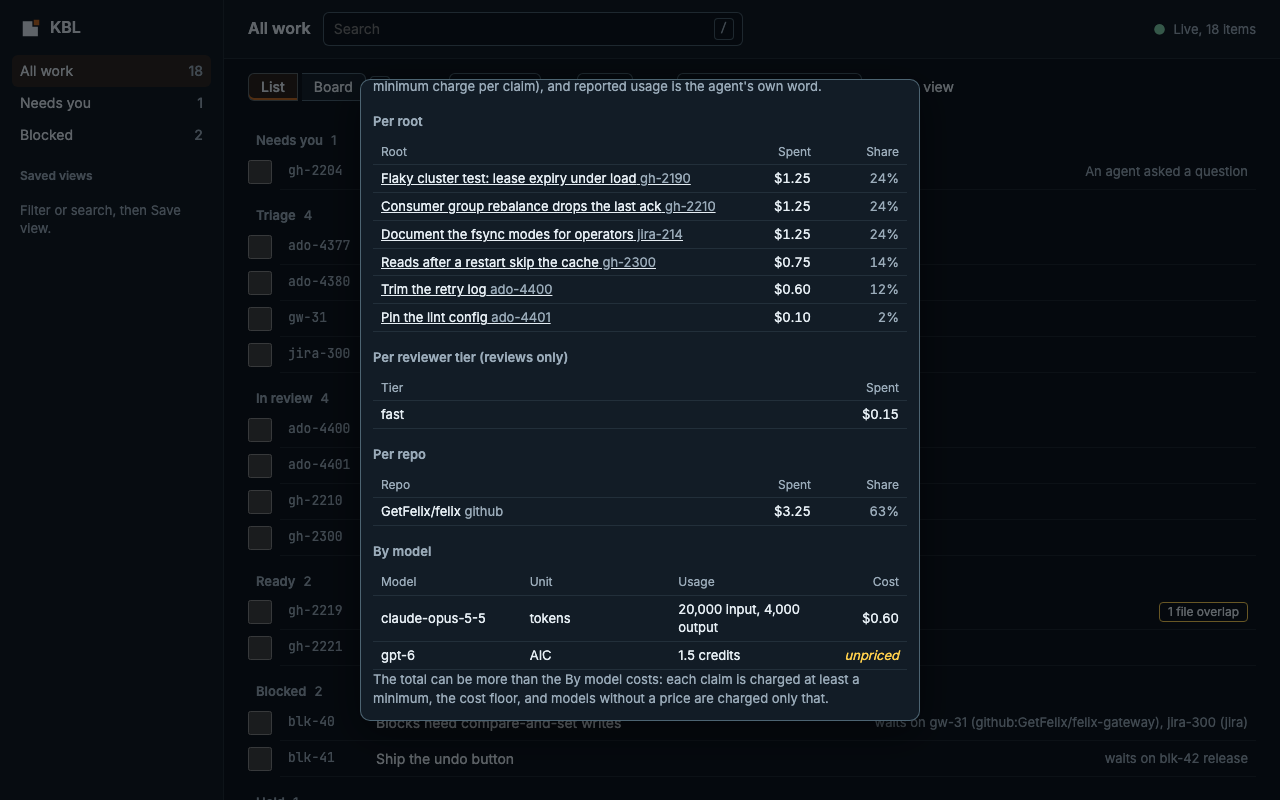 KBL
All work 18
Needs you 1
Blocked 2
Saved views
Filter or search, then Save
view.
All work
Search
/
Live, 18 items
List
Board
view
Needs you 1
gh-2204
An agent asked a question
Triage 4
ado-4377
ado-4380
gw-31
jira-300
In review 4
ado-4400
ado-4401
gh-2210
gh-2300
Ready 2
gh-2219
1 file overlap
gh-2221
Blocked 2
blk-40 Blocks need compare-and-set writes waits on gw-31 (github:GetFelix/felix-gateway), jira-300 (jira)
blk-41 Ship the undo button waits on blk-42 release
Hold 1
minimum charge per claim), and reported usage is the agent's own word.
Per root
Root Spent Share
Flaky cluster test: lease expiry under load gh-2190 $1.25 24%
Consumer group rebalance drops the last ack gh-2210 $1.25 24%
Document the fsync modes for operators jira-214 $1.25 24%
Reads after a restart skip the cache gh-2300 $0.75 14%
Trim the retry log ado-4400 $0.60 12%
Pin the lint config ado-4401 $0.10 2%
Per reviewer tier (reviews only)
Tier Spent
fast $0.15
Per repo
Repo Spent Share
GetFelix/felix github $3.25 63%
By model
Model Unit Usage Cost
claude-opus-5-5 tokens 20,000 input, 4,000
output $0.60
gpt-6 AIC 1.5 credits unpriced
The total can be more than the By model costs: each claim is charged at least a
minimum, the cost floor, and models without a price are charged only that.